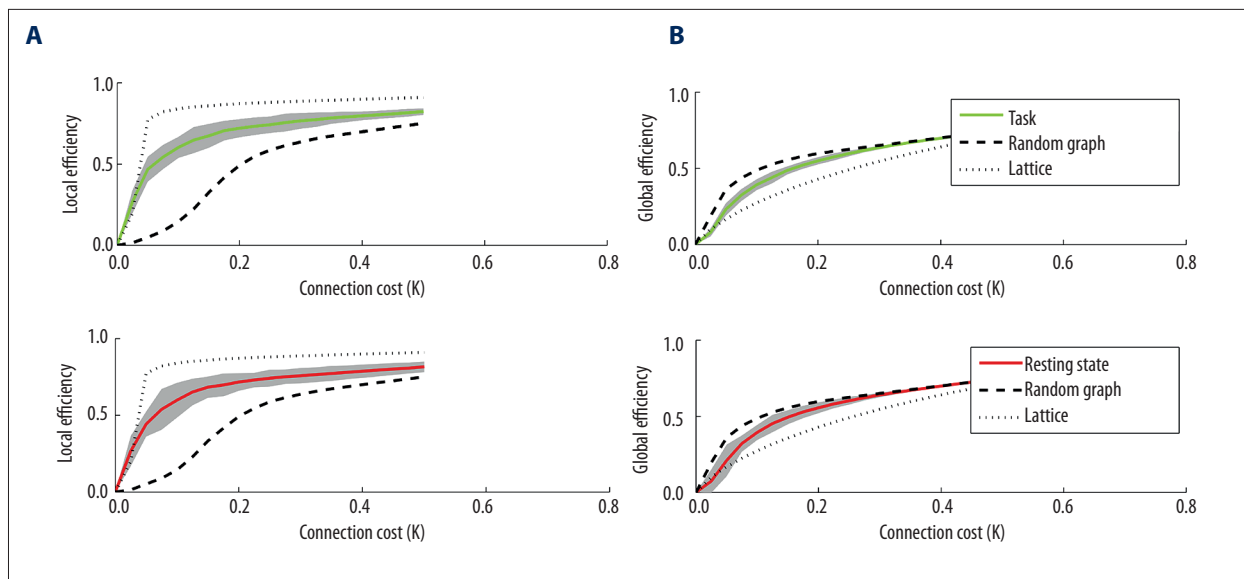 A
B
1.0
0.5
0.0
Local efficiency
0.0 0.2 0.4 0.6 0.8
Connection cost (K)
1.0
0.5
0.0
Global efficiency
0.0 0.2 0.4 0.6 0.8
Connection cost (K)
Task
Random graph
Lattice
1.0
0.5
0.0
Local efficiency
0.0 0.2 0.4 0.6 0.8
Connection cost (K)
1.0
0.5
0.0
Global efficiency
0.0 0.2 0.4 0.6 0.8
Connection cost (K)
Resting state
Random graph
Lattice